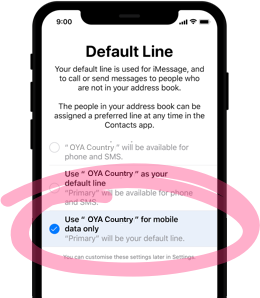 9:00
Default Line
Your default line is used for iMessage, and
to call or send messages to people who
are not in your address book.
The people in your address book can be
assigned a preferred line at any time in the
Contacts app.
" OYA Country " will be available for
phone and SMS.
Use " OYA Country " as your
default line
"Primary" will be available for phone
and SMS.
Use " OYA Country " for mobile
data only
"Primary" will be your default line.
You can customise these settings later in Settings.